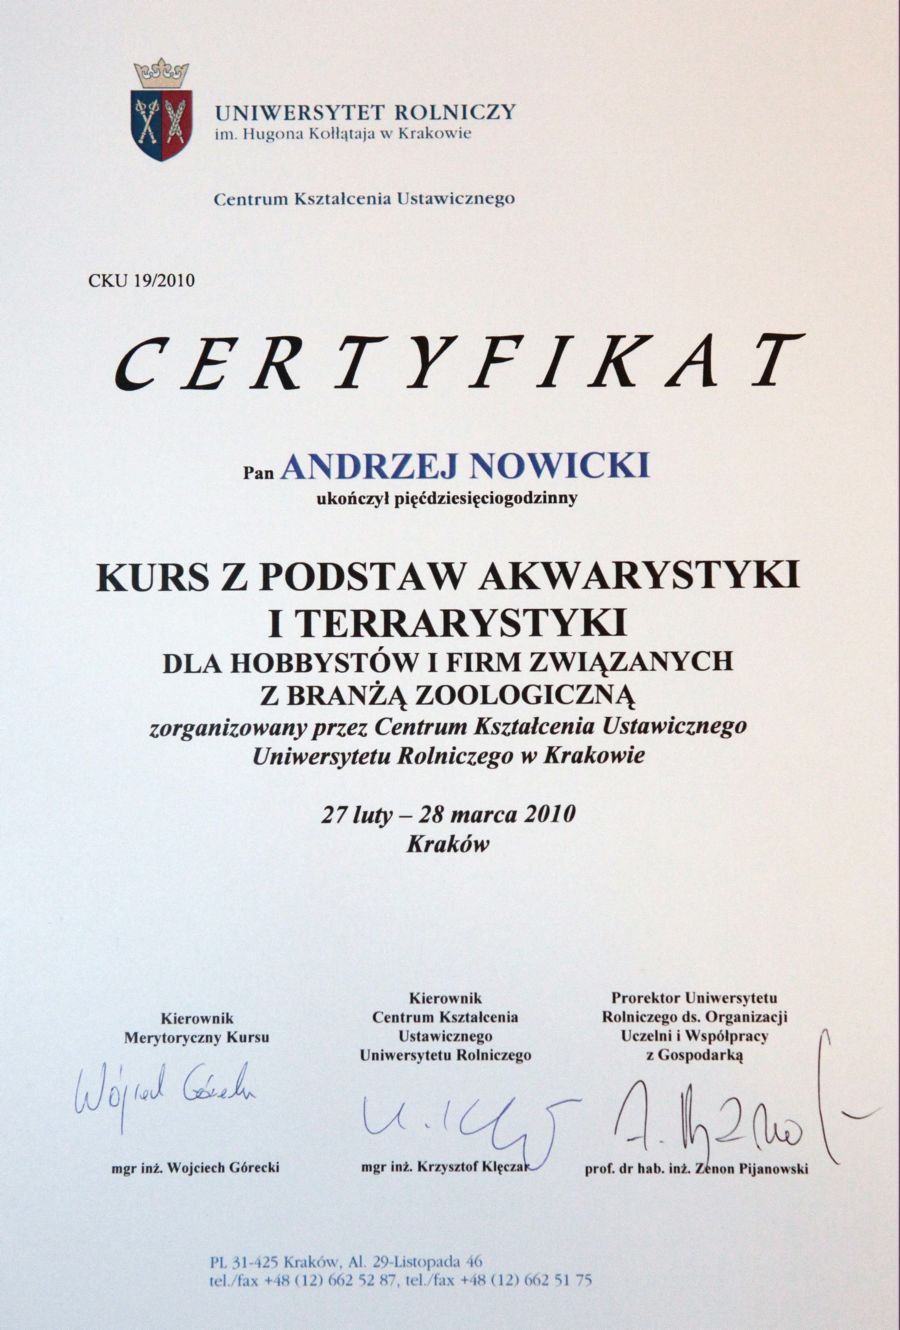 UNIWERSYTET ROLNICZY
im. Hugona Kołłątaja w Krakowie
Centrum Kształcenia Ustawicznego
CKU 19/2010
CERTYFIKAT
Pan ANDRZEJ NOWICKI
ukończył pięćdziesięciogodzinny
KURS Z PODSTAW AKWARYSTYKI
I TERRARYSTYKI
DLA HOBBYSTÓW I FIRM ZWIĄZANYCH
Z BRANŻĄ ZOOLOGICZNĄ
zorganizowany przez Centrum Kształcenia Ustawicznego
Uniwersytetu Rolniczego w Krakowie
27 luty – 28 marca 2010
Kraków
Kierownik
Merytoryczny Kursu
Wojciech Górecki
mgr inż. Wojciech Górecki
Kierownik
Centrum Kształcenia
Ustawicznego
Uniwersytetu Rolniczego
mgr inż. Krzysztof Klęczar
Prorektor Uniwersytetu
Rolniczego ds. Organizacji
Uczelni i Współpracy
z Gospodarką
prof. dr hab. inż. Zenon Pijanowski
PL 31-425 Kraków, Al. 29-Listopada 46
tel./fax +48 (12) 662 52 87, tel./fax +48 (12) 662 51 75